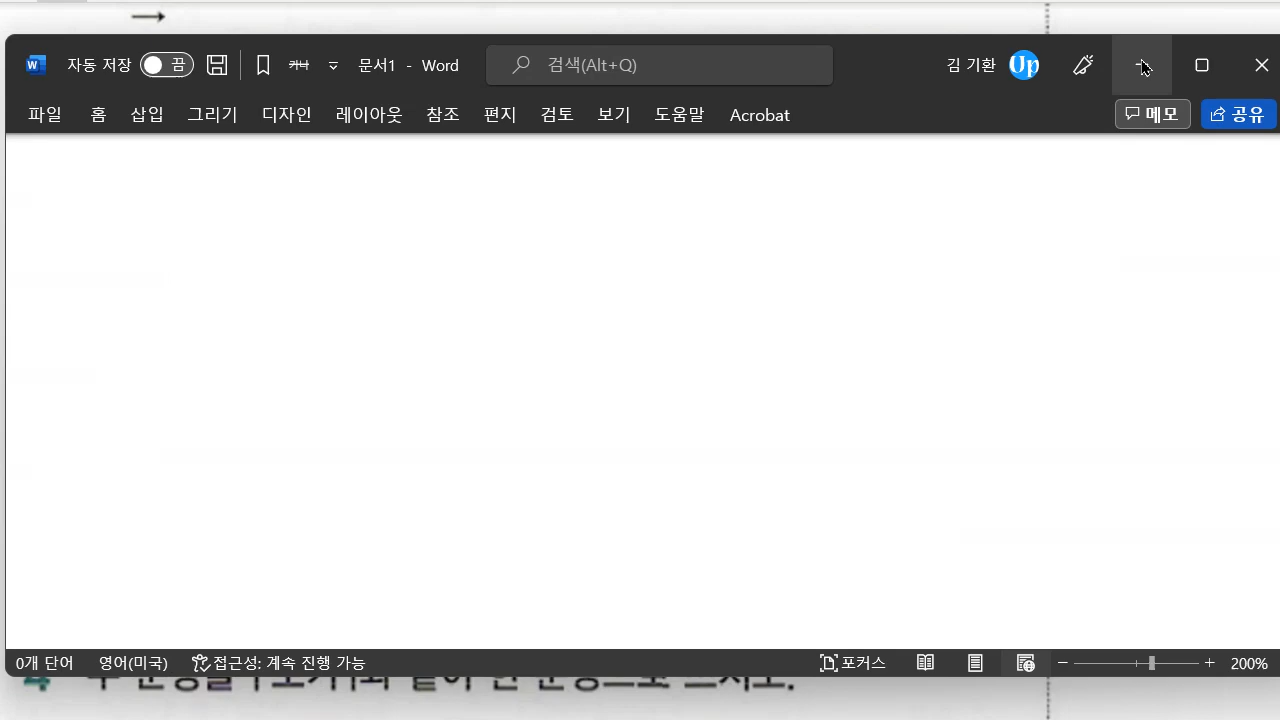 →
자동 저장 끔 가나 문서1 - Word 검색(Alt+Q) 김 기환 Up
파일 홈 삽입 그리기 디자인 레이아웃 참조 편지 검토 보기 도움말 Acrobat 메모 공유
0개 단어 영어(미국) 접근성: 계속 진행 가능 포커스 200%